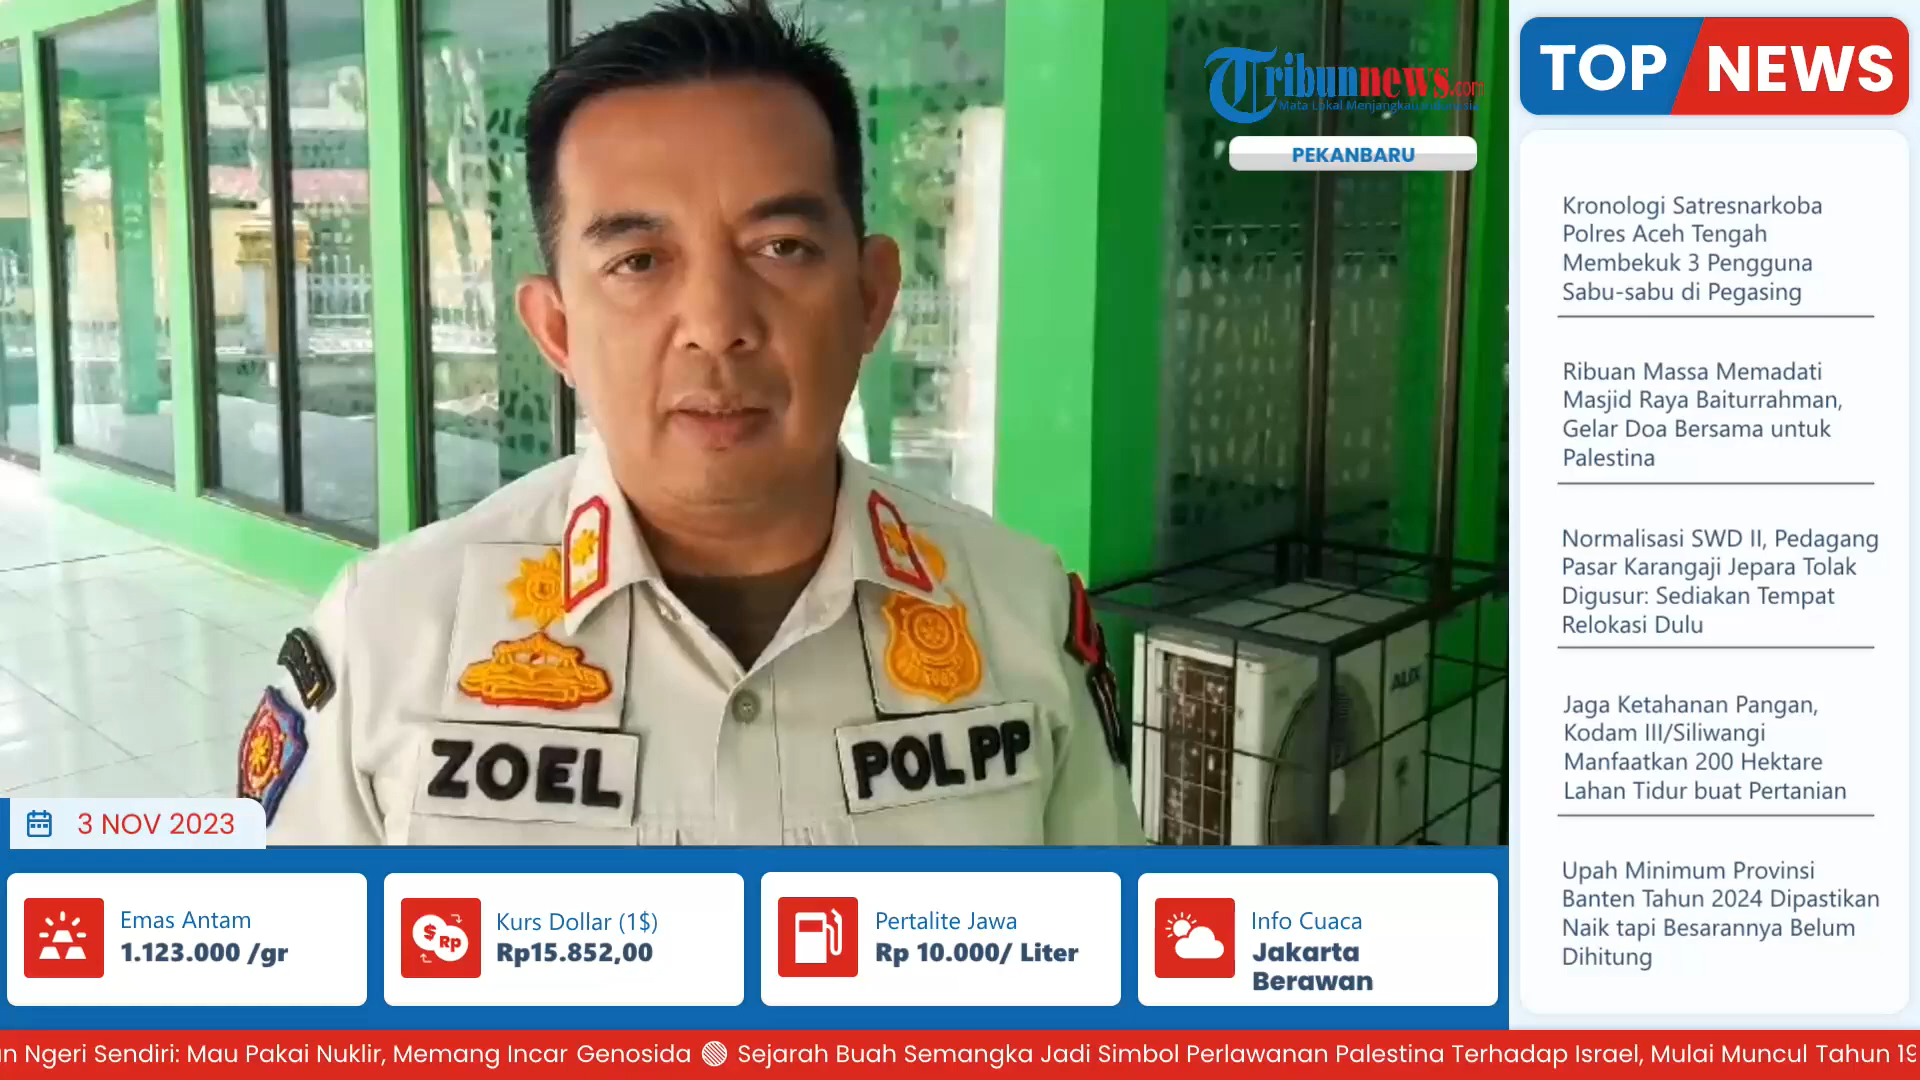 Tribunnews.com
Mata Lokal Menjangkau Indonesia
PEKANBARU
ZOEL
POL PP
AUX
3 NOV 2023
Emas Antam
1.123.000 /gr
Kurs Dollar (1$)
Rp15.852,00
Pertalite Jawa
Rp 10.000/ Liter
Info Cuaca
Jakarta
Berawan
TOP NEWS
Kronologi Satresnarkoba
Polres Aceh Tengah
Membekuk 3 Pengguna
Sabu-sabu di Pegasing
Ribuan Massa Memadati
Masjid Raya Baiturrahman,
Gelar Doa Bersama untuk
Palestina
Normalisasi SWD II, Pedagang
Pasar Karangaji Jepara Tolak
Digusur: Sediakan Tempat
Relokasi Dulu
Jaga Ketahanan Pangan,
Kodam III/Siliwangi
Manfaatkan 200 Hektare
Lahan Tidur buat Pertanian
Upah Minimum Provinsi
Banten Tahun 2024 Dipastikan
Naik tapi Besarannya Belum
Dihitung
n Ngeri Sendiri: Mau Pakai Nuklir, Memang Incar Genosida Sejarah Buah Semangka Jadi Simbol Perlawanan Palestina Terhadap Israel, Mulai Muncul Tahun 19